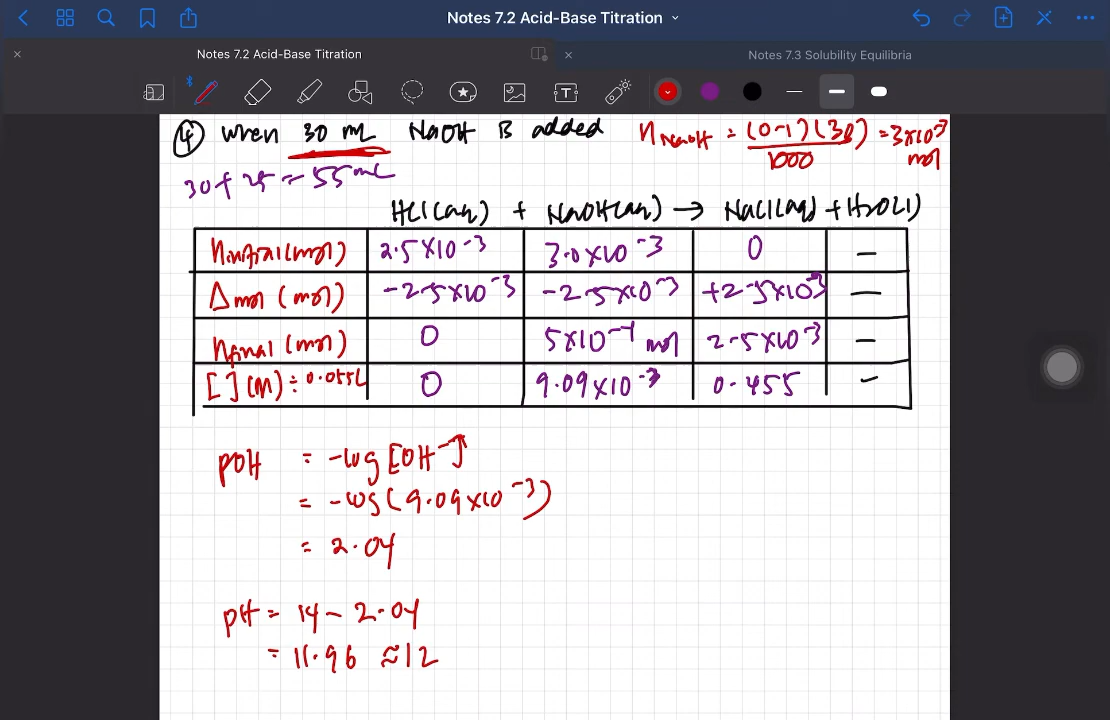 Notes 7.2 Acid-Base Titration
Notes 7.2 Acid-Base Titration
Notes 7.3 Solubility Equilibria
④ when 30 mL NaOH is added
nNaOH = (0.1)(30)/1000 = 3×10⁻³ mol
30 + 25 = 55 mL
HCl(aq) + NaOH(aq) → NaCl(aq) + H₂O(l)
ninitial (mol) 2.5×10⁻³ 3.0×10⁻³ 0 —
Δmol (mol) -2.5×10⁻³ -2.5×10⁻³ +2.5×10⁻³ —
nfinal (mol) 0 5×10⁻⁴ mol 2.5×10⁻³ —
[ ] (M) ÷ 0.055L 0 9.09×10⁻³ 0.455 —
pOH = -log [OH⁻]
= -log (9.09×10⁻³)
= 2.04
pH = 14 - 2.04
= 11.96 ≈ 12